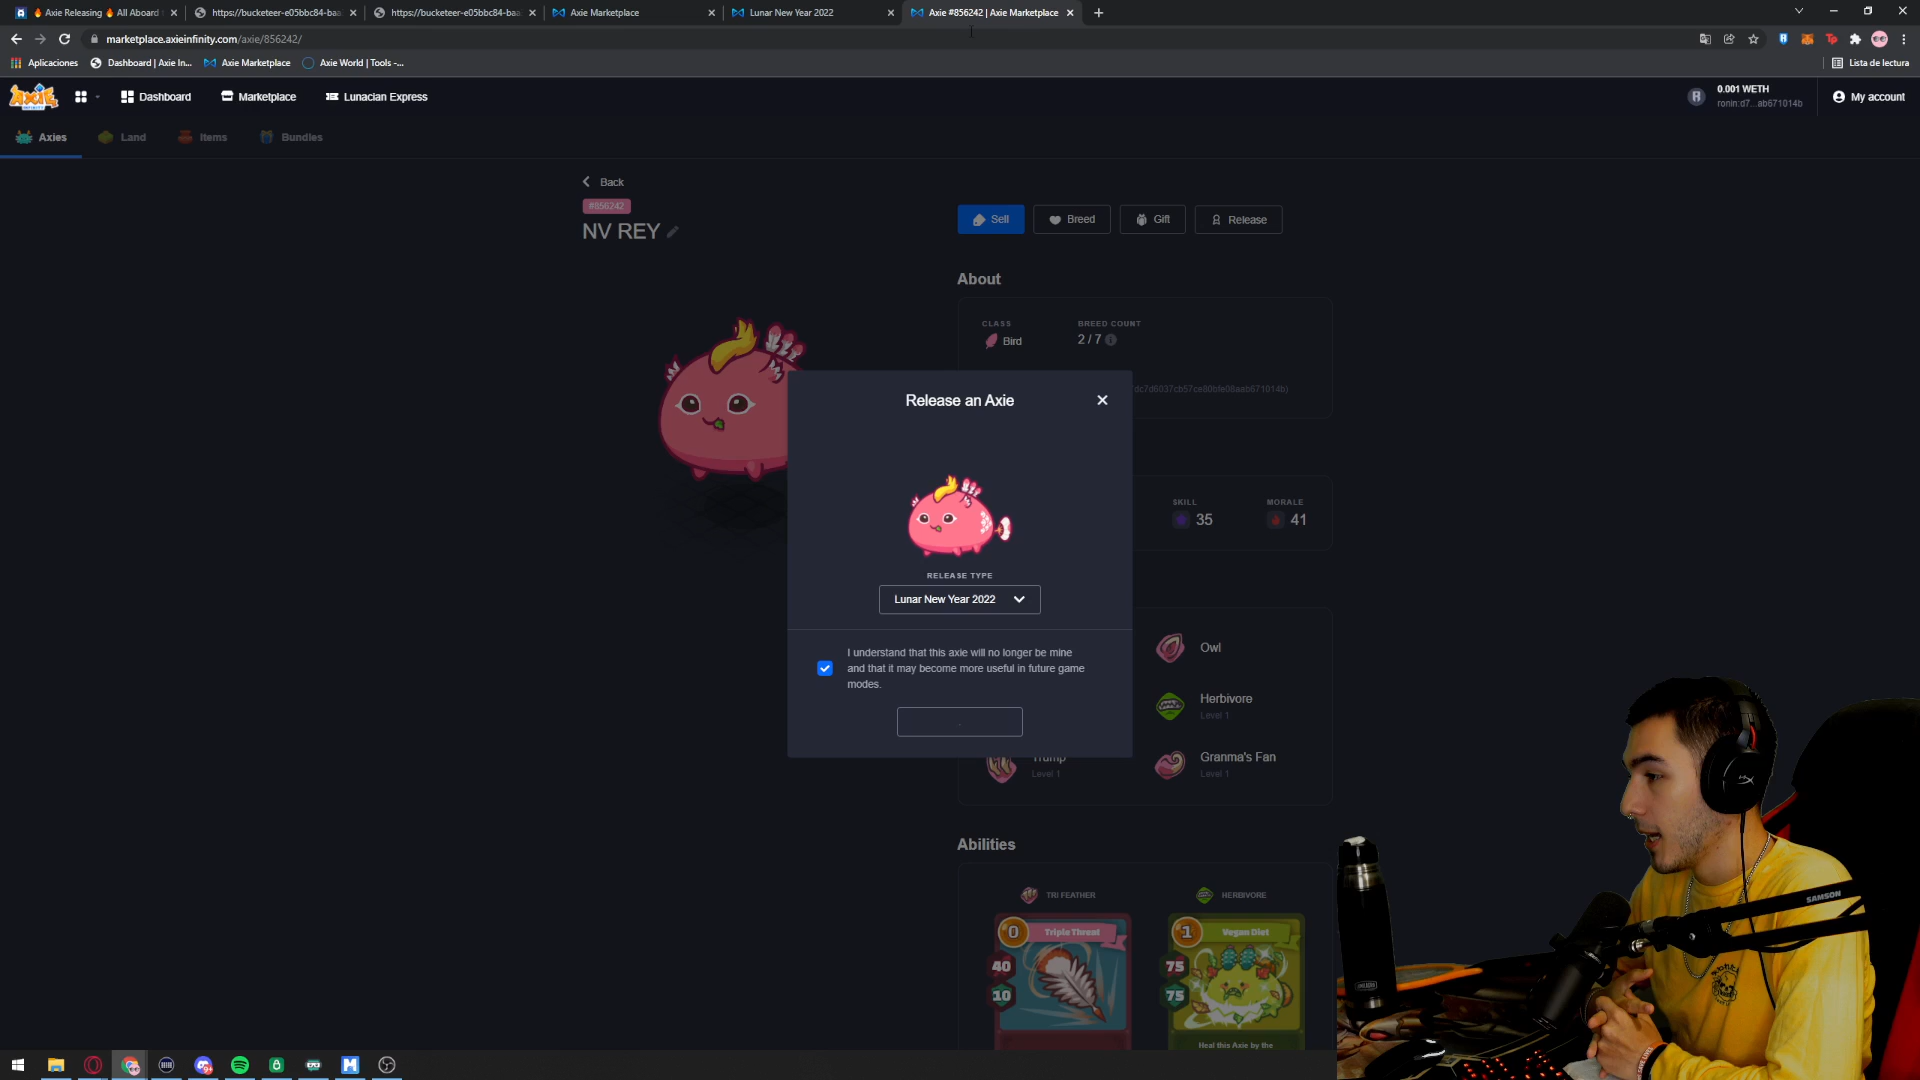 🔥 Axie Releasing 🔥 All Aboard
https://bucketeer-e05bbc84-baa
https://bucketeer-e05bbc84-baa
Axie Marketplace
Lunar New Year 2022
Axie #856242 | Axie Marketplace
marketplace.axieinfinity.com/axie/856242/
Aplicaciones
Dashboard | Axie In...
Axie Marketplace
Axie World | Tools -...
Lista de lectura
AXIE
Dashboard
Marketplace
Lunacian Express
0.001 WETH
ronin:d7...ab671014b
My account
Axies
Land
Items
Bundles
Back
#856242
NV REY
Sell
Breed
Gift
Release
About
CLASS
BREED COUNT
Bird
2 / 7
Release an Axie
SKILL
MORALE
35
41
RELEASE TYPE
Lunar New Year 2022
I understand that this axie will no longer be mine
and that it may become more useful in future game
modes.
Owl
Herbivore
Level 1
Trump
Level 1
Granma's Fan
Level 1
Abilities
TRI FEATHER
HERBIVORE
0
Triple Threat
40
10
1
Vegan Diet
75
75
Heal this Axie by the
SAMSON